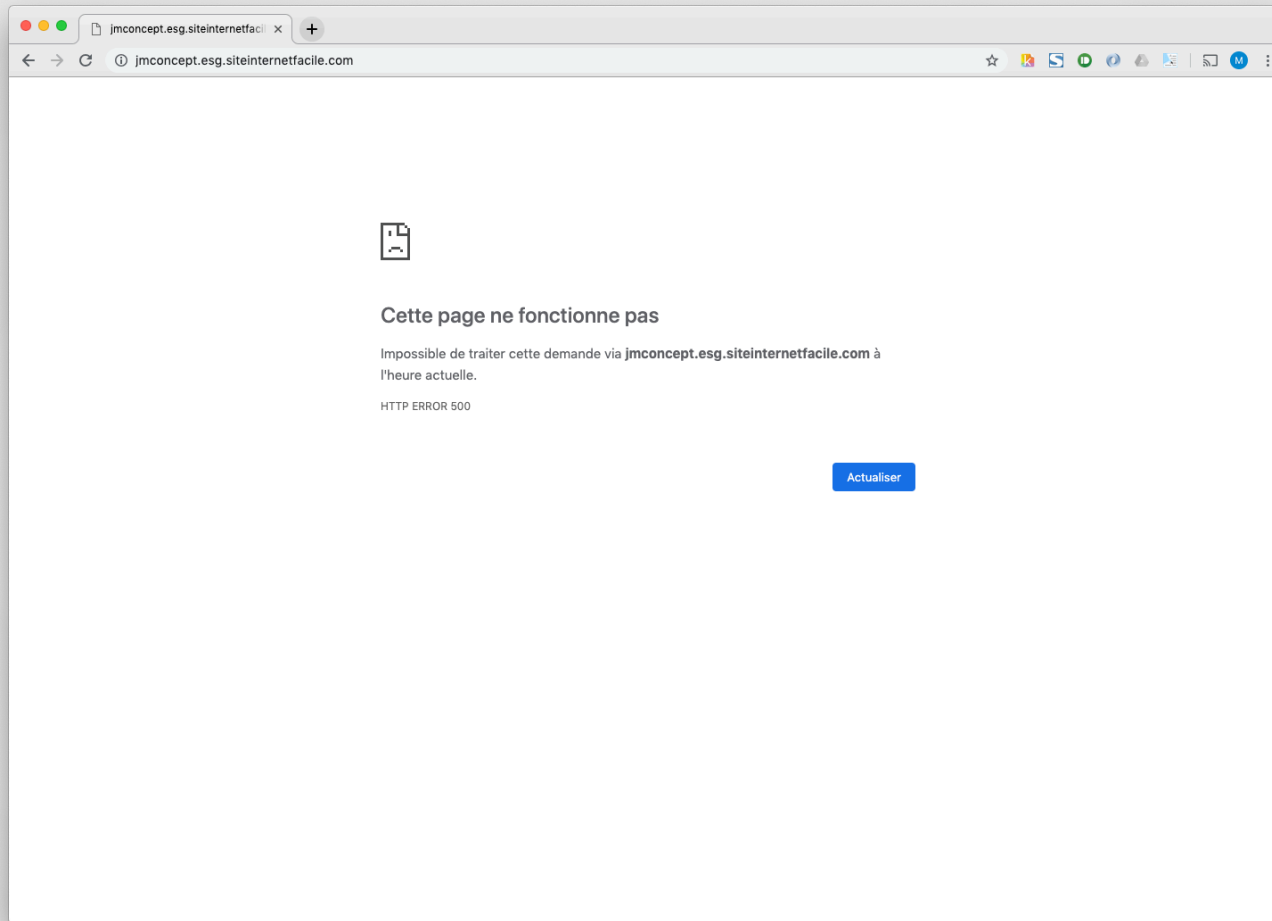 jmconcept.esg.siteinternetfacil
jmconcept.esg.siteinternetfacile.com
M
Cette page ne fonctionne pas
Impossible de traiter cette demande via jmconcept.esg.siteinternetfacile.com à
l'heure actuelle.
HTTP ERROR 500
Actualiser